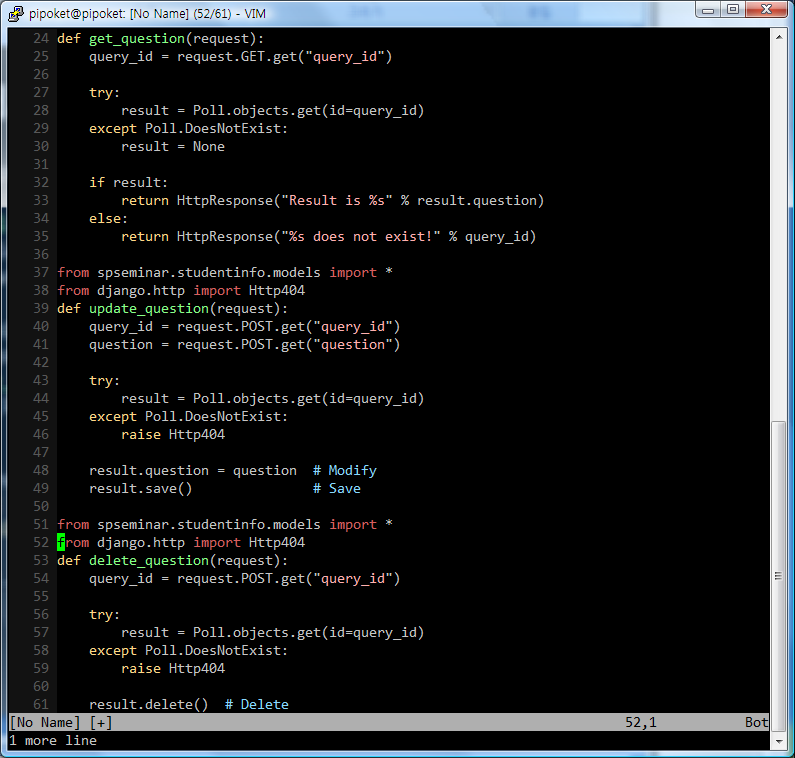 pipoket@pipoket: [No Name] (52/61) - VIM
24 def get_question(request):
25     query_id = request.GET.get("query_id")
26
27     try:
28         result = Poll.objects.get(id=query_id)
29     except Poll.DoesNotExist:
30         result = None
31
32     if result:
33         return HttpResponse("Result is %s" % result.question)
34     else:
35         return HttpResponse("%s does not exist!" % query_id)
36
37 from spseminar.studentinfo.models import *
38 from django.http import Http404
39 def update_question(request):
40     query_id = request.POST.get("query_id")
41     question = request.POST.get("question")
42
43     try:
44         result = Poll.objects.get(id=query_id)
45     except Poll.DoesNotExist:
46         raise Http404
47
48     result.question = question  # Modify
49     result.save()               # Save
50
51 from spseminar.studentinfo.models import *
52 from django.http import Http404
53 def delete_question(request):
54     query_id = request.POST.get("query_id")
55
56     try:
57         result = Poll.objects.get(id=query_id)
58     except Poll.DoesNotExist:
59         raise Http404
60
61     result.delete()  # Delete
[No Name] [+] 52,1 Bot
1 more line